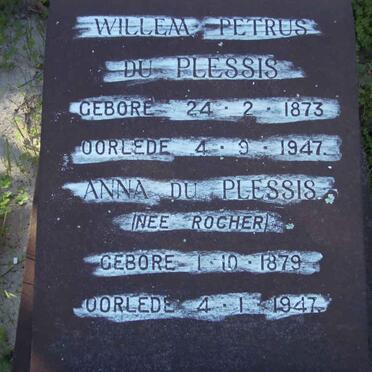 WILLEM PETRUS
DU PLESSIS
GEBORE 24 · 2 · 1873
OORLEDE 4 · 9 · 1947
ANNA DU PLESSIS
(NEE ROCHER)
GEBORE 1 · 10 · 1879
OORLEDE 4 · 1 · 1947